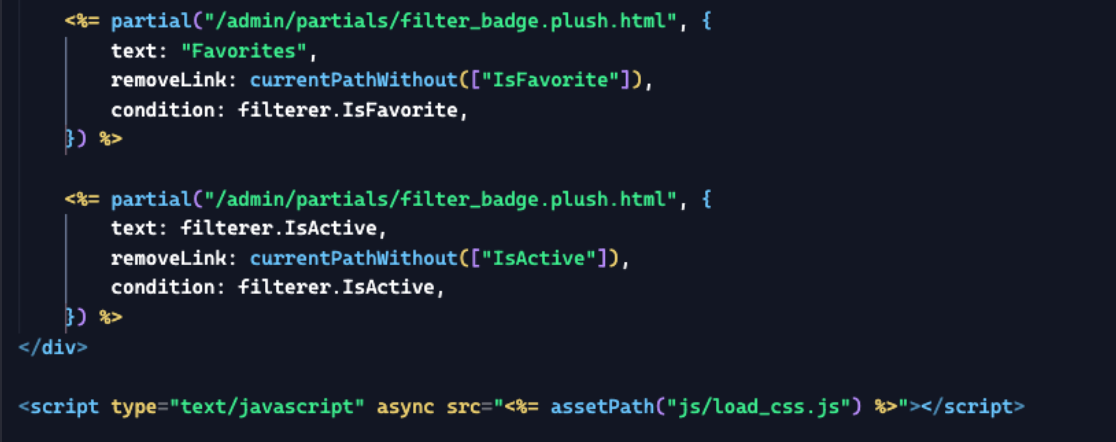 <%= partial("/admin/partials/filter_badge.plush.html", {
text: "Favorites",
removeLink: currentPathWithout(["IsFavorite"]),
condition: filterer.IsFavorite,
}) %>
<%= partial("/admin/partials/filter_badge.plush.html", {
text: filterer.IsActive,
removeLink: currentPathWithout(["IsActive"]),
condition: filterer.IsActive,
}) %>
</div>
<script type="text/javascript" async src="<%= assetPath("js/load_css.js") %>"></script>